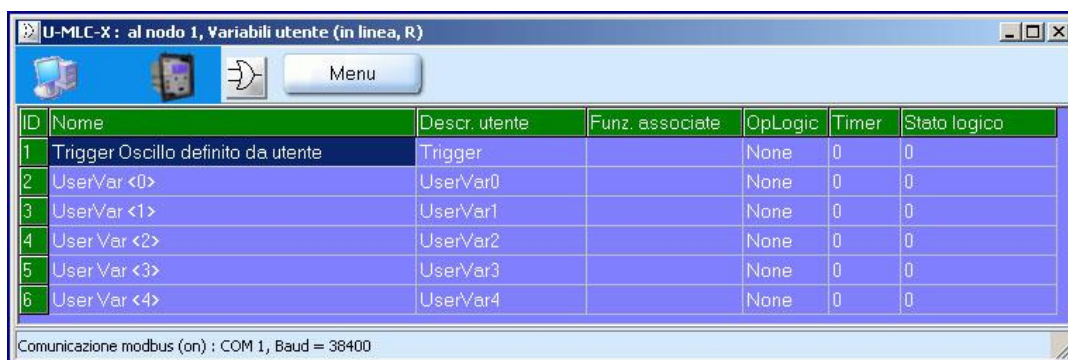 U-MLC-X : al nodo 1, Variabili utente (in linea, R)
Menu
ID Nome Descr. utente Funz. associate OpLogic Timer Stato logico
1 Trigger Oscillo definito da utente Trigger None 0 0
2 UserVar <0> UserVar0 None 0 0
3 UserVar <1> UserVar1 None 0 0
4 User Var <2> UserVar2 None 0 0
5 User Var <3> UserVar3 None 0 0
6 User Var <4> UserVar4 None 0 0
Comunicazione modbus (on) : COM 1, Baud = 38400